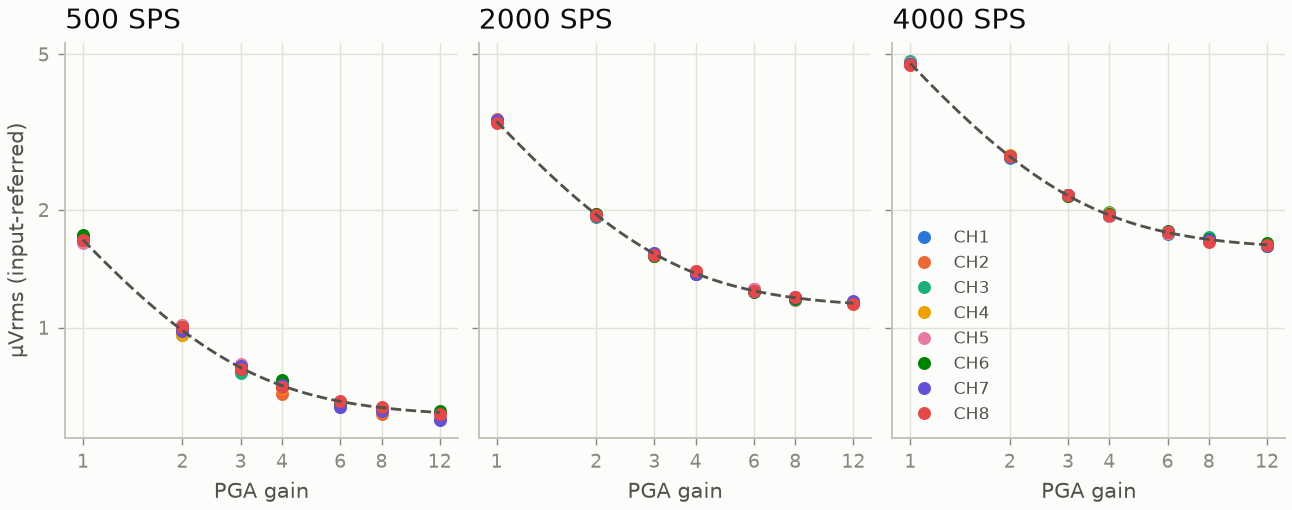 500 SPS
2000 SPS
4000 SPS
µVrms (input-referred)
5
2
1
1 2 3 4 6 8 12
PGA gain
1 2 3 4 6 8 12
PGA gain
1 2 3 4 6 8 12
PGA gain
CH1
CH2
CH3
CH4
CH5
CH6
CH7
CH8